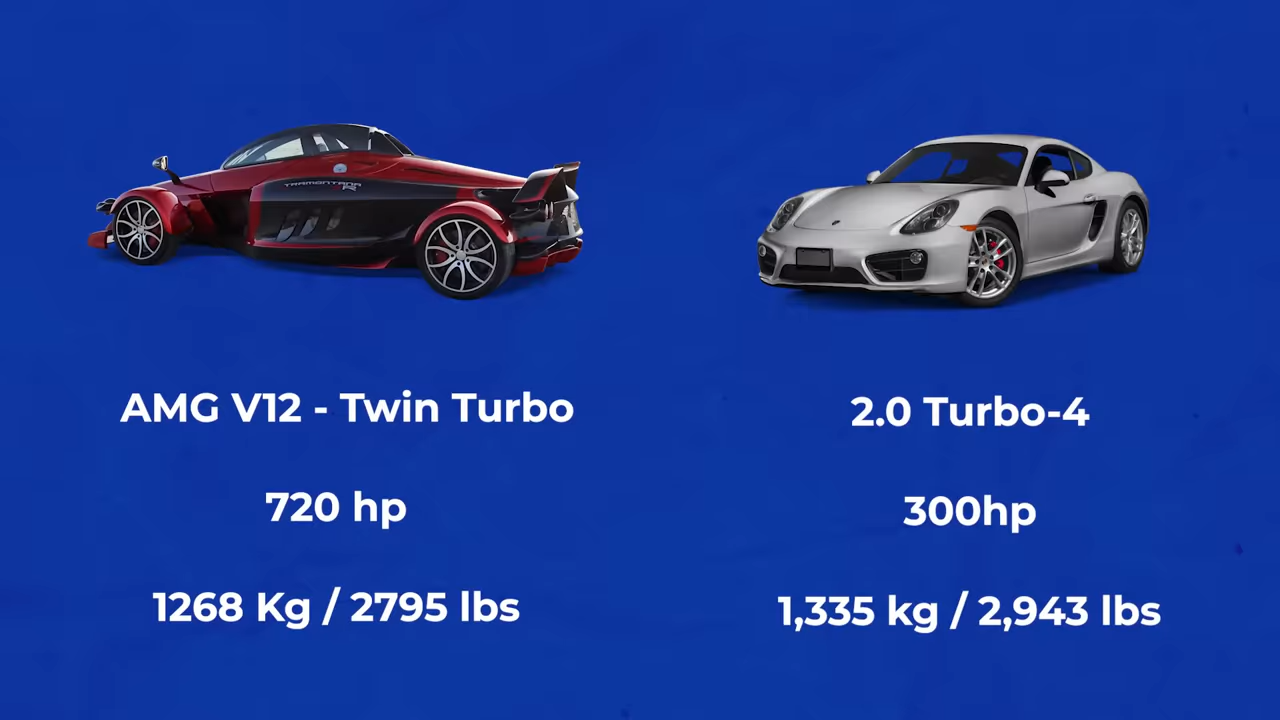 TRAMONTANA
R
AMG V12 - Twin Turbo
720 hp
1268 Kg / 2795 lbs
2.0 Turbo-4
300hp
1,335 kg / 2,943 lbs